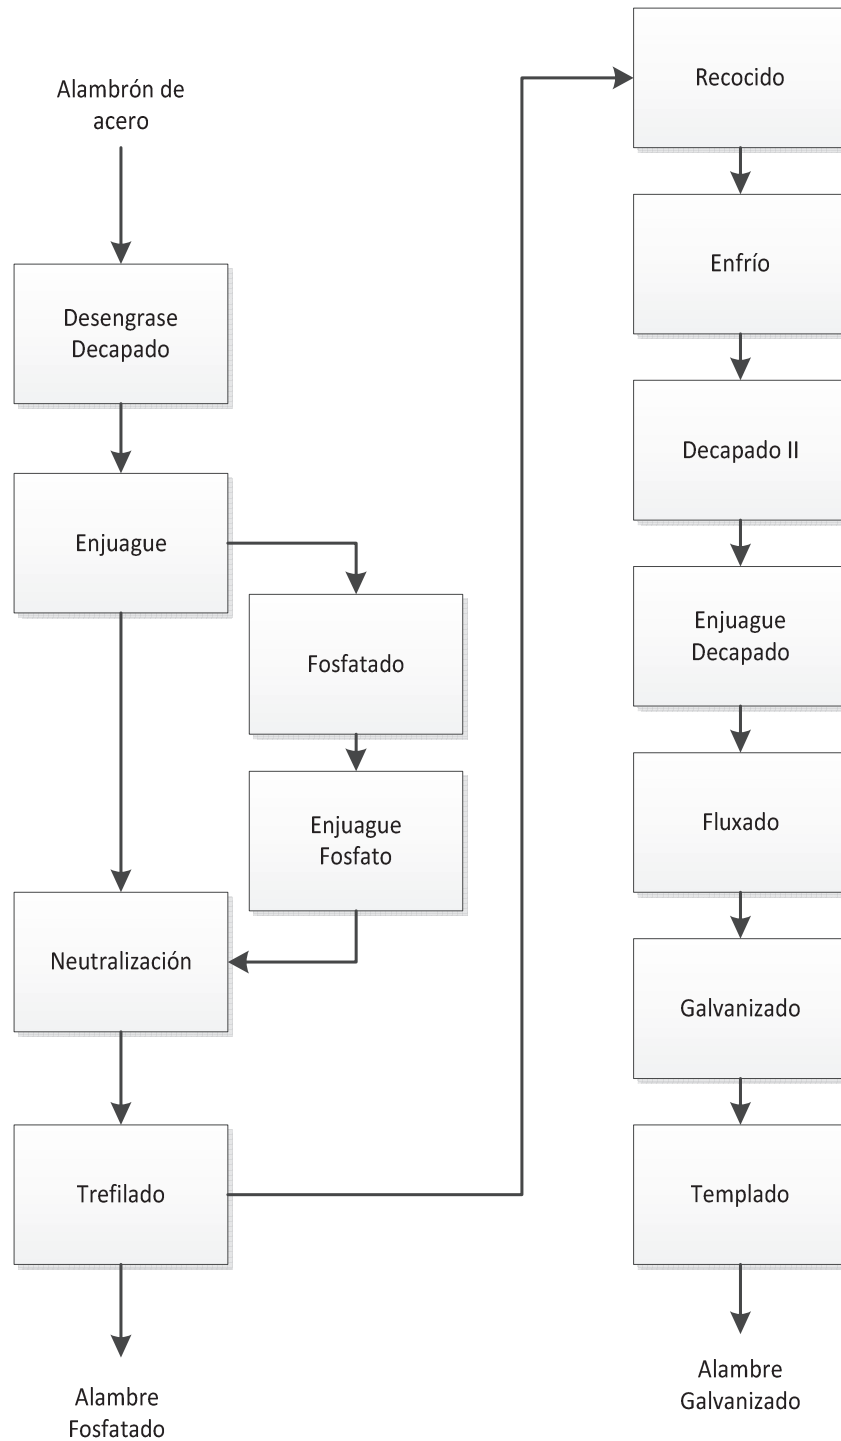 Alambrón de
acero
Desengrase
Decapado
Enjuague
Fosfatado
Enjuague
Fosfato
Neutralización
Trefilado
Alambre
Fosfatado
Recocido
Enfrío
Decapado II
Enjuague
Decapado
Fluxado
Galvanizado
Templado
Alambre
Galvanizado